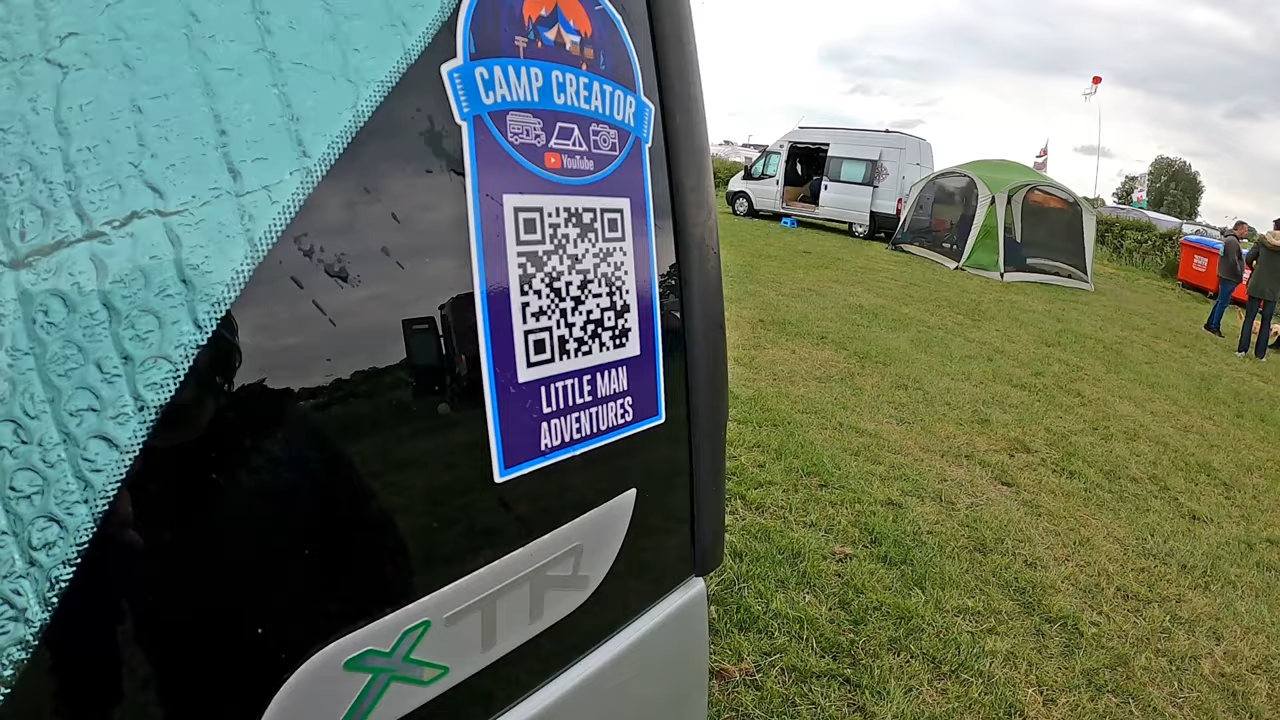 CAMP CREATOR
YouTube
LITTLE MAN
ADVENTURES
XTR